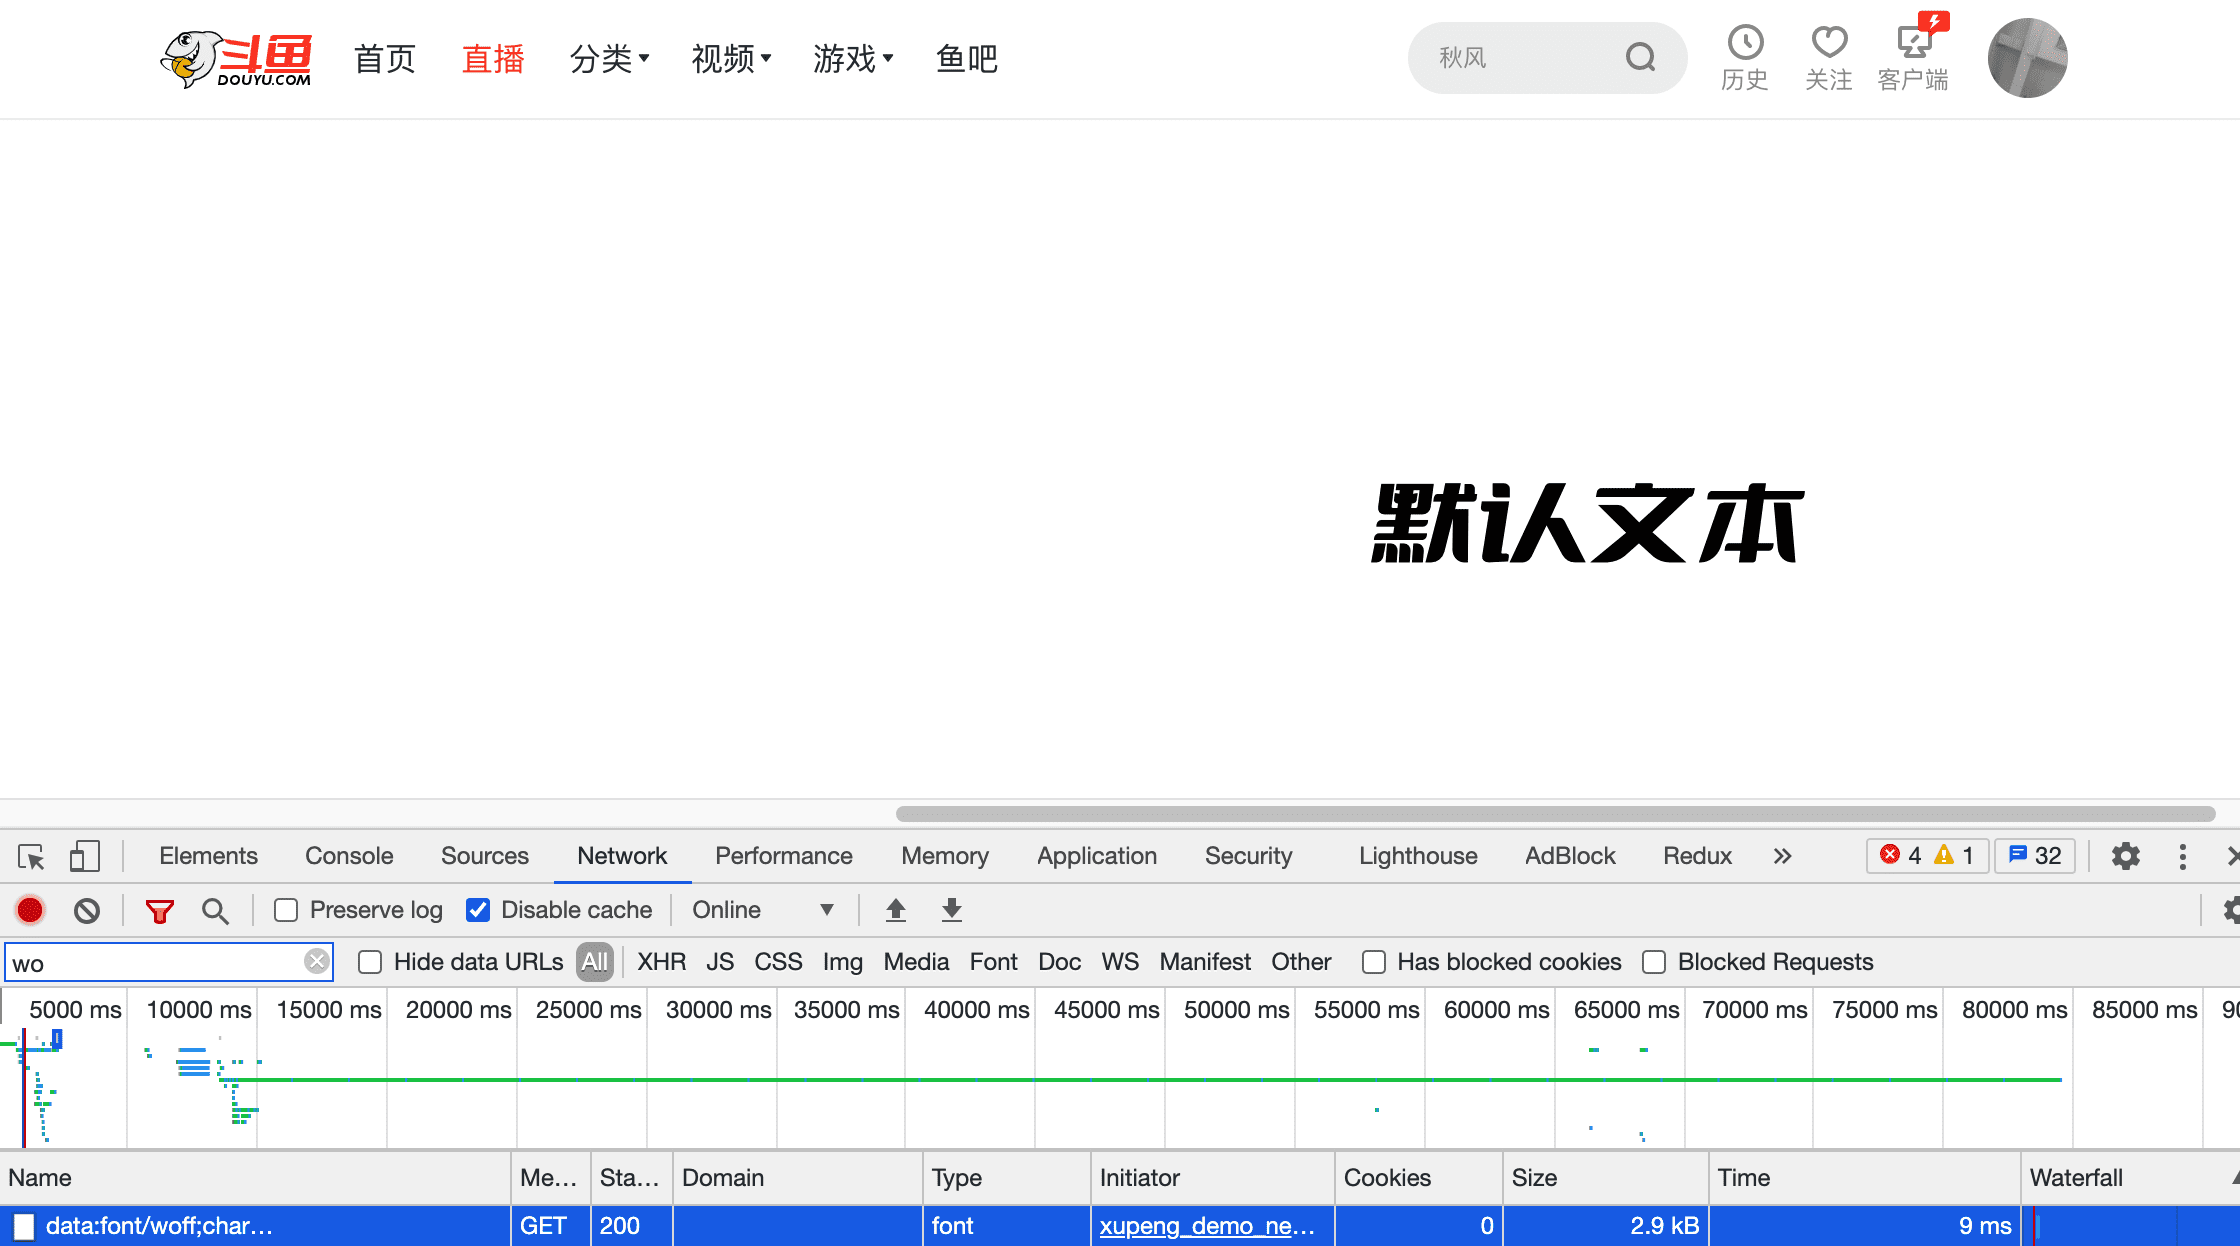 斗鱼 首页 直播 分类 视频 游戏 鱼吧 秋风 历史 关注 客户端
DOUYU.COM
默认文本
Elements Console Sources Network Performance Memory Application Security Lighthouse AdBlock Redux 4 1 32
Preserve log Disable cache Online
wo Hide data URLs All XHR JS CSS Img Media Font Doc WS Manifest Other Has blocked cookies Blocked Requests
5000 ms 10000 ms 15000 ms 20000 ms 25000 ms 30000 ms 35000 ms 40000 ms 45000 ms 50000 ms 55000 ms 60000 ms 65000 ms 70000 ms 75000 ms 80000 ms 85000 ms
Name Me… Sta… Domain Type Initiator Cookies Size Time Waterfall
data:font/woff;char… GET 200 font xupeng_demo_ne… 0 2.9 kB 9 ms